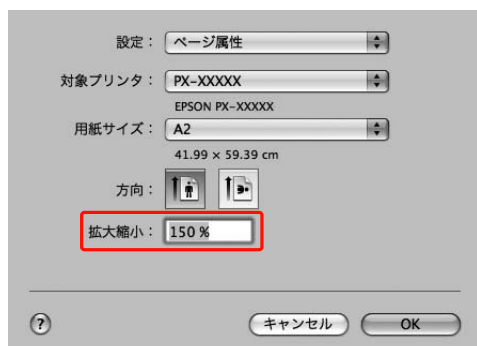 設定： ページ属性
対象プリンタ： PX-XXXXX
EPSON PX-XXXXX
用紙サイズ： A2
41.99 × 59.39 cm
方向：
拡大縮小： 150 %
? キャンセル OK